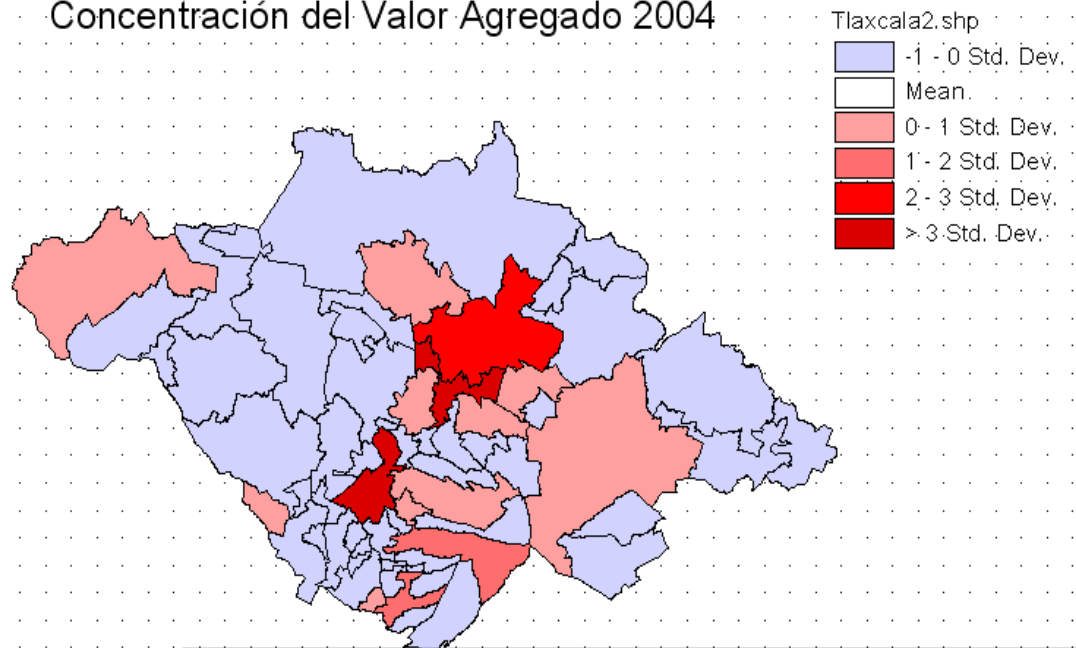 Concentración del Valor Agregado 2004
Tlaxcala2.shp
-1 - 0 Std. Dev.
Mean
0 - 1 Std. Dev.
1 - 2 Std. Dev.
2 - 3 Std. Dev.
> 3 Std. Dev.